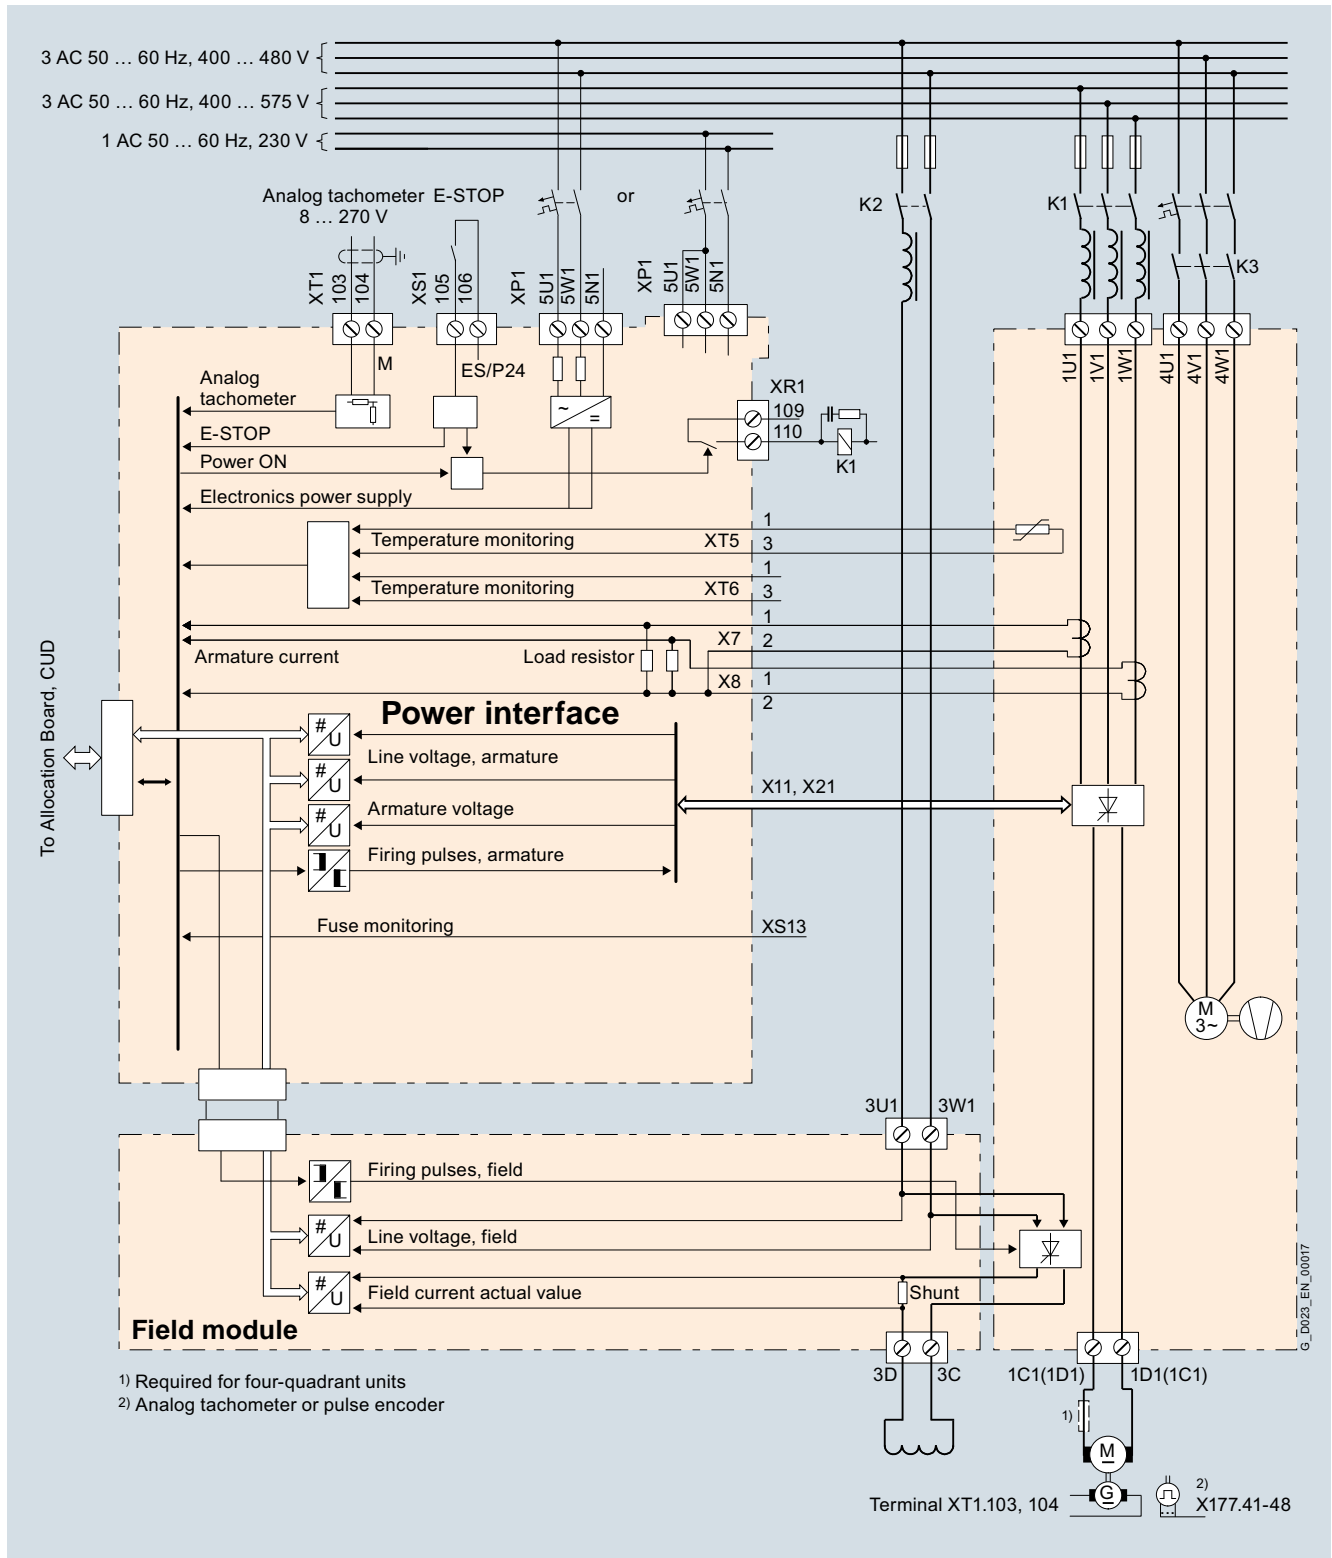 3 AC 50 … 60 Hz, 400 … 480 V
3 AC 50 … 60 Hz, 400 … 575 V
1 AC 50 … 60 Hz, 230 V
Analog tachometer
8 … 270 V
E-STOP
or
K2
K1
K3
XT1
103
104
XS1
105
106
XP1
5U1
5W1
5N1
XP1
5U1
5W1
5N1
M
ES/P24
1U1
1V1
1W1
4U1
4V1
4W1
Analog
tachometer
~
=
XR1
109
110
K1
E-STOP
Power ON
Electronics power supply
Temperature monitoring
XT5
1
3
Temperature monitoring
XT6
1
3
Armature current
Load resistor
X7
1
2
X8
1
2
To Allocation Board, CUD
Power interface
#
U
Line voltage, armature
#
U
Armature voltage
#
U
Firing pulses, armature
X11, X21
Fuse monitoring
XS13
M
3~
3U1
3W1
Firing pulses, field
#
U
Line voltage, field
#
U
Field current actual value
Shunt
Field module
G_D023_EN_00017
3D
3C
1C1(1D1)
1D1(1C1)
1) Required for four-quadrant units
2) Analog tachometer or pulse encoder
1)
M
G
Terminal XT1.103, 104
2)
X177.41-48